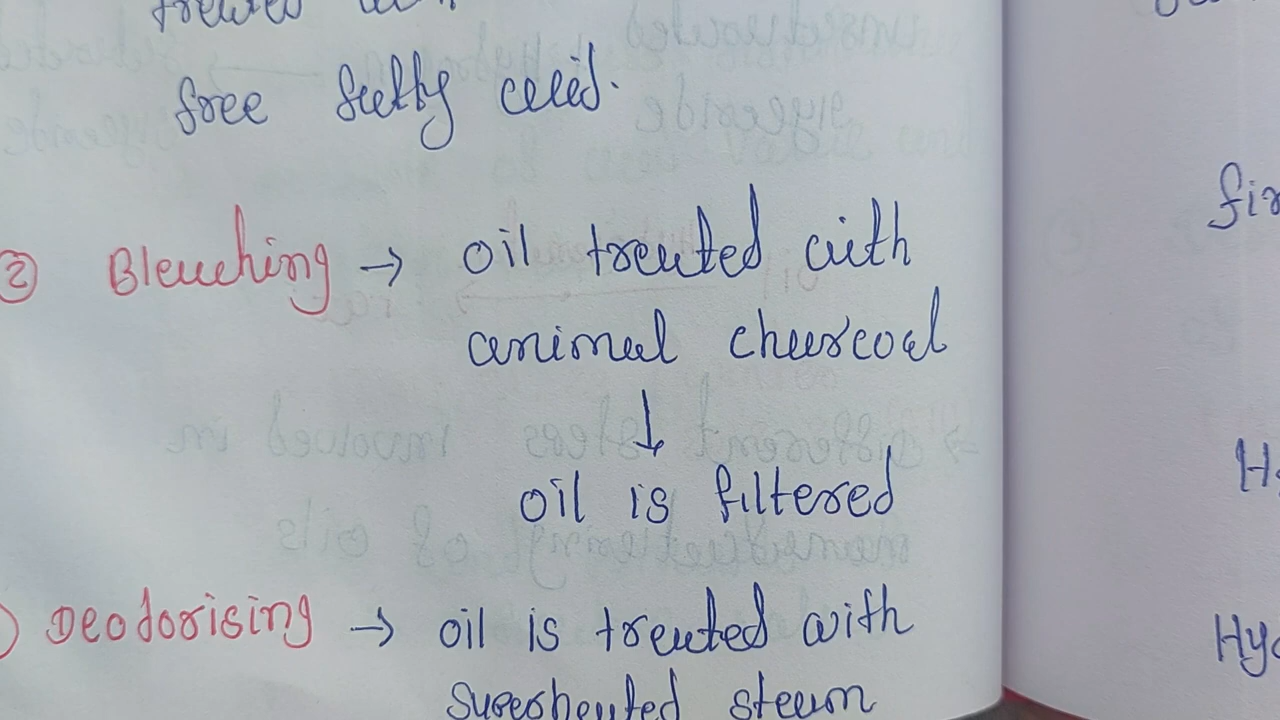 free fatty acid.
② Bleaching → oil treated with
animal charcoal
↓
oil is filtered
Deodorising → oil is treated with
superheated steam